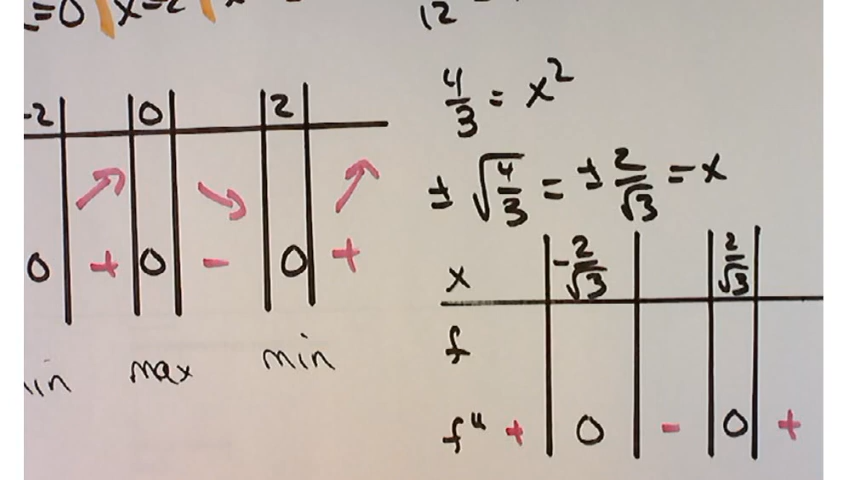 =0 | x=2 | x
-2 | 0 | 2
0 + 0 - 0 +
max min
12
4/3 = x²
± √4/3 = ± 2/√3 = x
x | -2/√3 | 2/√3
f
f" + 0 - 0 +